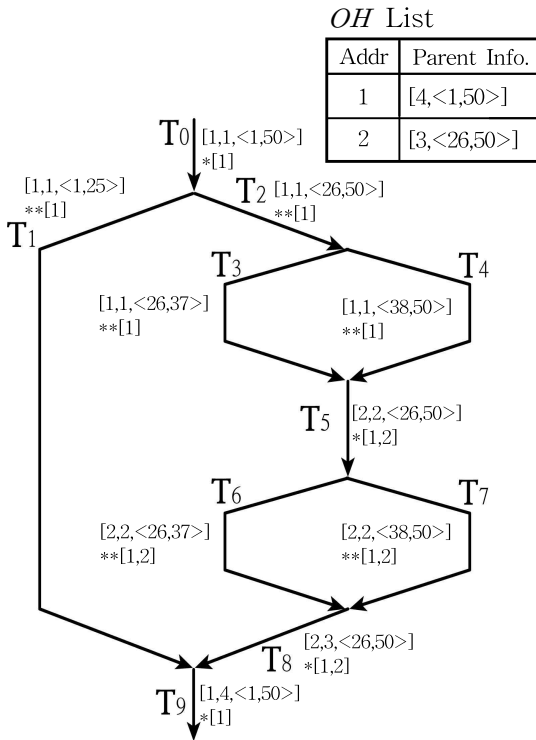 OH List
Addr Parent Info.
1 [4,<1,50>]
2 [3,<26,50>]
T0 [1,1,<1,50>]
*[1]
[1,1,<1,25>]
**[1]
T1
T2 [1,1,<26,50>]
**[1]
T3
T4
[1,1,<26,37>]
**[1]
[1,1,<38,50>]
**[1]
T5 [2,2,<26,50>]
*[1,2]
T6
T7
[2,2,<26,37>]
**[1,2]
[2,2,<38,50>]
**[1,2]
T8 [2,3,<26,50>]
*[1,2]
T9 [1,4,<1,50>]
*[1]